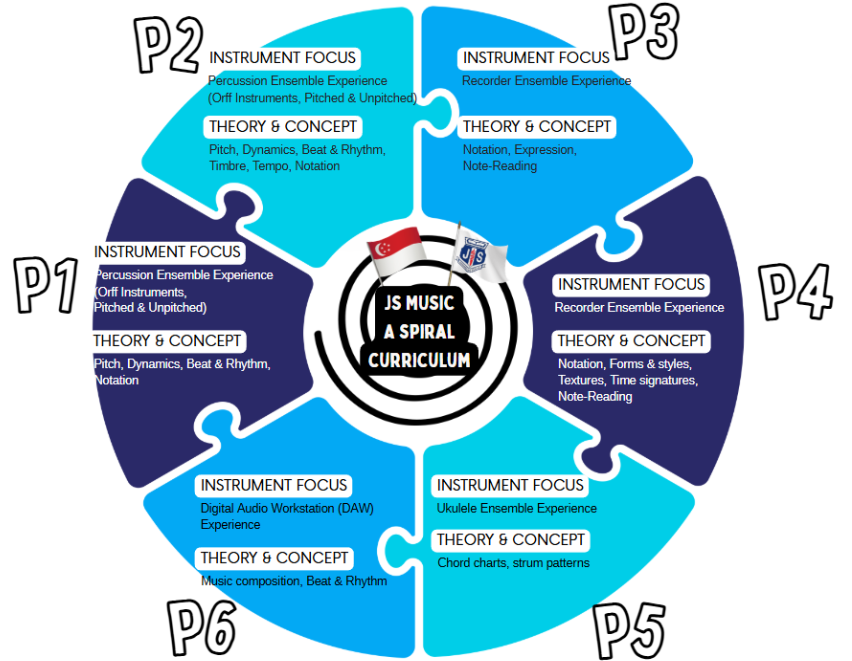 P1
INSTRUMENT FOCUS
Percussion Ensemble Experience
(Orff Instruments,
Pitched & Unpitched)
THEORY & CONCEPT
Pitch, Dynamics, Beat & Rhythm,
Notation
P2
INSTRUMENT FOCUS
Percussion Ensemble Experience
(Orff Instruments, Pitched & Unpitched)
THEORY & CONCEPT
Pitch, Dynamics, Beat & Rhythm,
Timbre, Tempo, Notation
P3
INSTRUMENT FOCUS
Recorder Ensemble Experience
THEORY & CONCEPT
Notation, Expression,
Note-Reading
P4
INSTRUMENT FOCUS
Recorder Ensemble Experience
THEORY & CONCEPT
Notation, Forms & styles,
Textures, Time signatures,
Note-Reading
P5
INSTRUMENT FOCUS
Ukulele Ensemble Experience
THEORY & CONCEPT
Chord charts, strum patterns
P6
INSTRUMENT FOCUS
Digital Audio Workstation (DAW)
Experience
THEORY & CONCEPT
Music composition, Beat & Rhythm
JS MUSIC
A SPIRAL
CURRICULUM